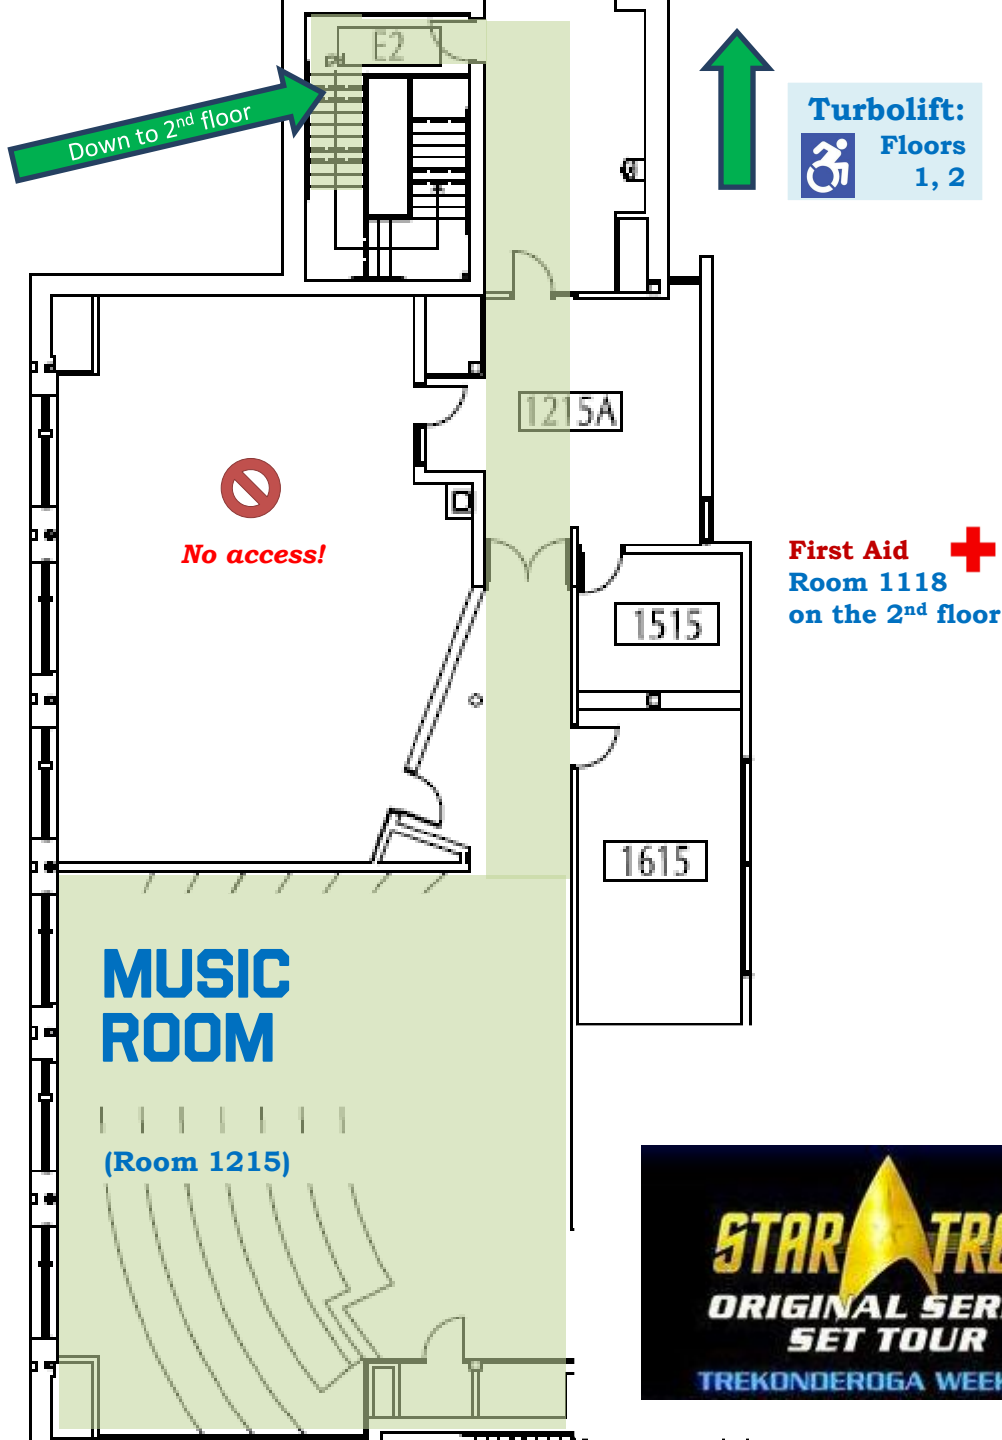 E2
Down to 2nd floor
Turbolift:
Floors
1, 2
1215A
No access!
First Aid
Room 1118
on the 2nd floor
1515
1615
MUSIC
ROOM
(Room 1215)
STAR TRE
ORIGINAL SER
SET TOUR
TREKONDEROGA WEEK